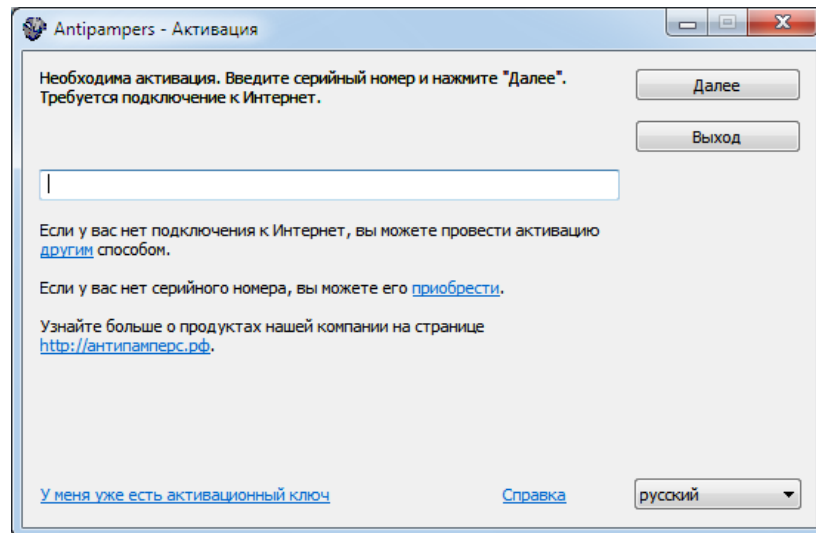 Antipampers - Активация
Необходима активация. Введите серийный номер и нажмите "Далее".
Требуется подключение к Интернет.
Далее
Выход
Если у вас нет подключения к Интернет, вы можете провести активацию
другим способом.
Если у вас нет серийного номера, вы можете его приобрести.
Узнайте больше о продуктах нашей компании на странице
http://антипамперс.рф.
У меня уже есть активационный ключ
Справка
русский